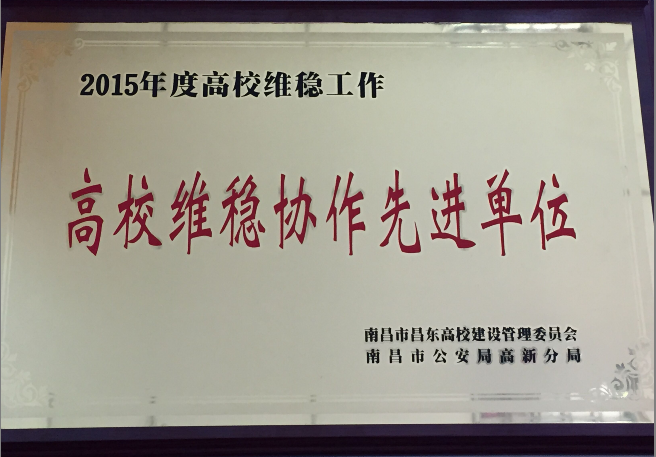 2015年度高校维稳工作
高校维稳协作先进单位
南昌市昌东高校建设管理委员会
南昌市公安局高新分局